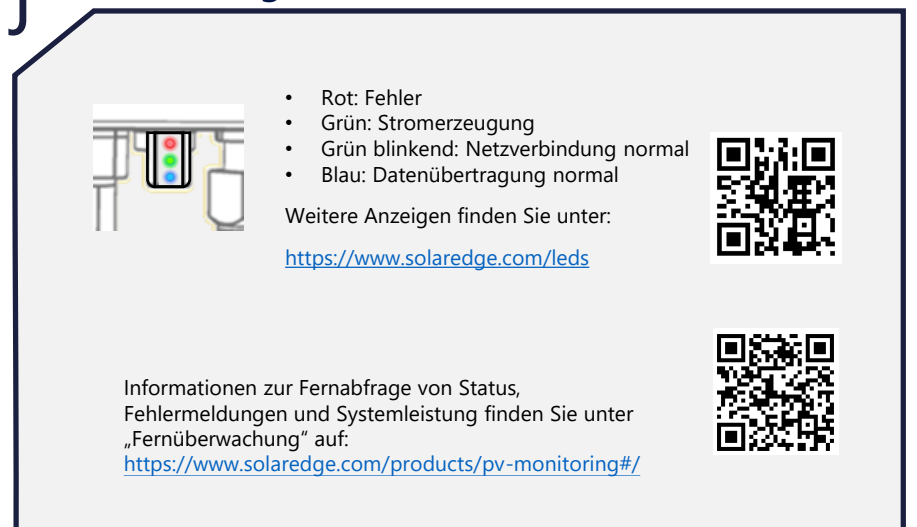 • Rot: Fehler
• Grün: Stromerzeugung
• Grün blinkend: Netzverbindung normal
• Blau: Datenübertragung normal
Weitere Anzeigen finden Sie unter:
https://www.solaredge.com/leds
Informationen zur Fernabfrage von Status,
Fehlermeldungen und Systemleistung finden Sie unter
„Fernüberwachung“ auf:
https://www.solaredge.com/products/pv-monitoring#/